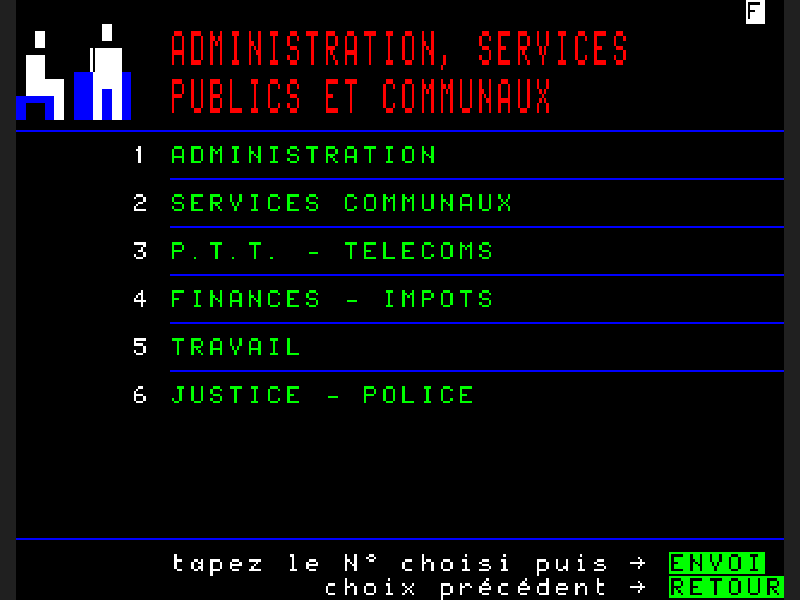 F
ADMINISTRATION, SERVICES
PUBLICS ET COMMUNAUX
1 ADMINISTRATION
2 SERVICES COMMUNAUX
3 P.T.T. - TELECOMS
4 FINANCES - IMPOTS
5 TRAVAIL
6 JUSTICE - POLICE
tapez le N° choisi puis → ENVOI
choix précédent → RETOUR